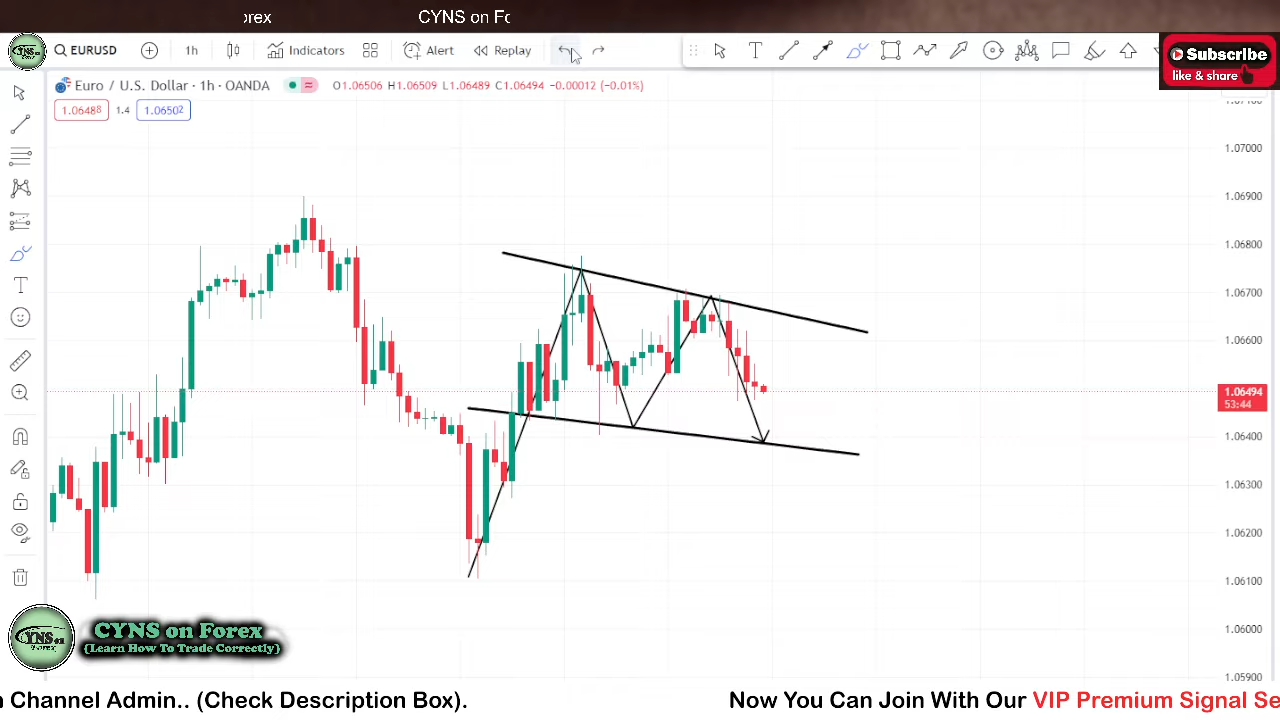 orex
CYNS on Fo
EURUSD
1h
Indicators
Alert
Replay
Subscribe
like & share
Euro / U.S. Dollar · 1h · OANDA
O1.06506 H1.06509 L1.06489 C1.06494 −0.00012 (−0.01%)
1.06488
1.4
1.06502
1.07000
1.06900
1.06800
1.06700
1.06600
1.06494
53:44
1.06400
1.06300
1.06200
1.06100
1.06000
1.05900
CYNS on Forex
{Learn How To Trade Correctly}
n Channel Admin.. (Check Description Box).
Now You Can Join With Our VIP Premium Signal Se